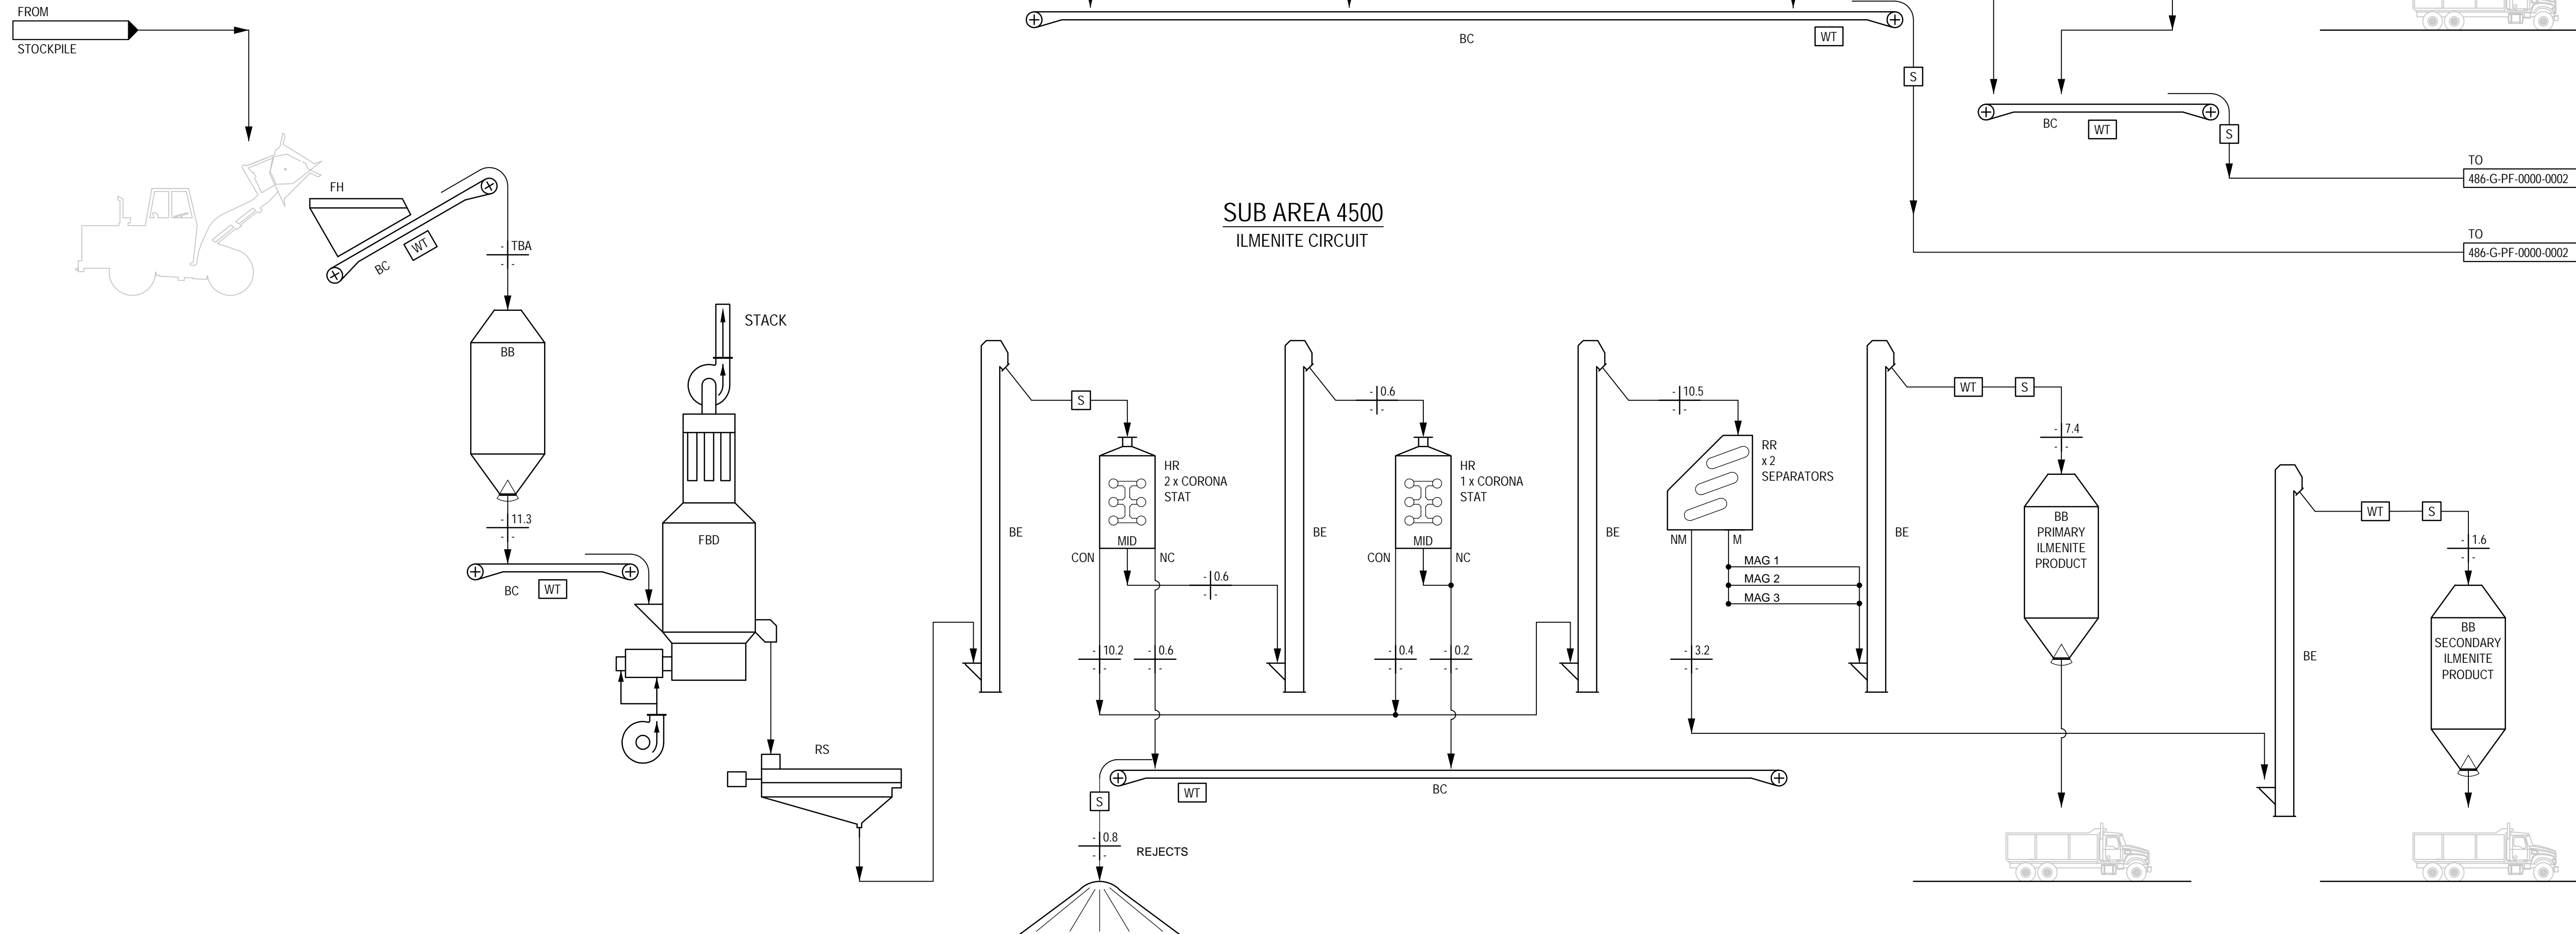 FROM
STOCKPILE
BC
WT
S
BC
WT
S
TO
486-G-PF-0000-0002
TO
486-G-PF-0000-0002
SUB AREA 4500
ILMENITE CIRCUIT
FH
BC
WT
- TBA
- -
BB
- 11.3
- -
BC
WT
STACK
FBD
RS
BE
S
HR
2 x CORONA
STAT
MID
CON
NC
- 0.6
- -
- 10.2
- -
- 0.6
- -
BE
- 0.6
- -
HR
1 x CORONA
STAT
MID
CON
NC
- 0.4
- -
- 0.2
- -
BE
- 10.5
- -
RR
x 2
SEPARATORS
NM
M
MAG 1
MAG 2
MAG 3
- 3.2
- -
BE
WT
S
- 7.4
- -
BB
PRIMARY
ILMENITE
PRODUCT
BE
WT
S
- 1.6
- -
BB
SECONDARY
ILMENITE
PRODUCT
WT
BC
S
- 0.8
- -
REJECTS